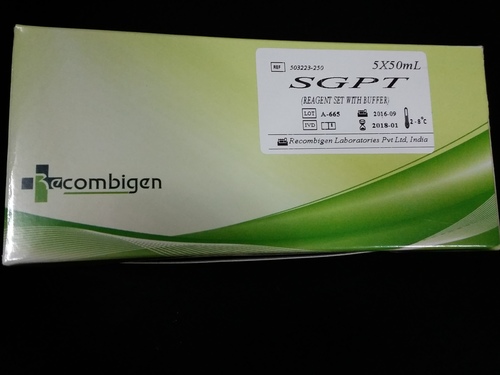 REF 503223-250 5X50mL
SGPT
(REAGENT SET WITH BUFFER)
LOT A-665 2016-09
IVD 2018-01 2-8°C
Recombigen Laboratories Pvt Ltd, India
Recombigen